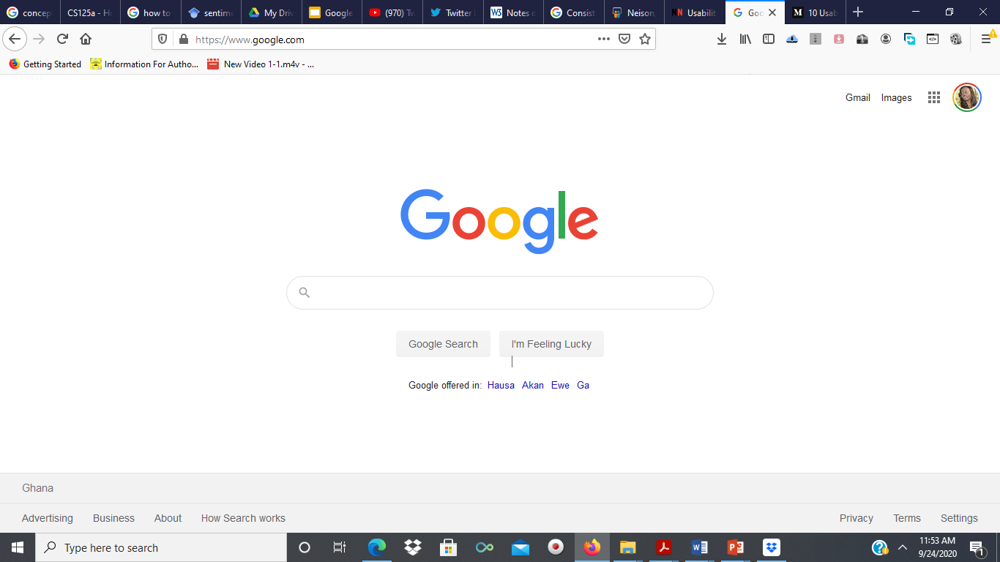 concep CS125a - H how to sentime My Driv Google (970) Tw Twitter Notes o Consist Neison, Usabilit Goo 10 Usab
https://www.google.com
Getting Started Information For Autho... New Video 1-1.m4v - ...
Gmail Images
Google
Google Search I'm Feeling Lucky
Google offered in: Hausa Akan Ewe Ga
Ghana
Advertising Business About How Search works Privacy Terms Settings
Type here to search
11:53 AM
9/24/2020
1